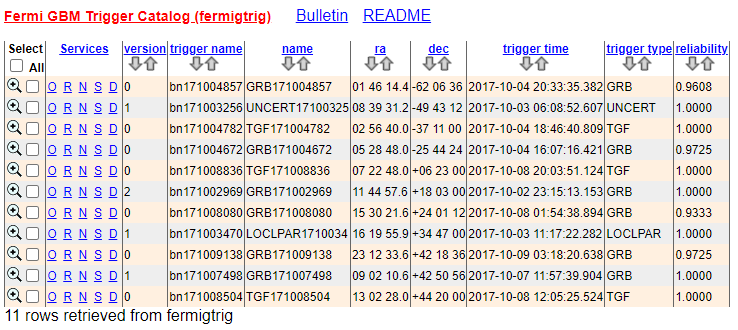 Fermi GBM Trigger Catalog (fermigtrig) Bulletin README
Select Services version trigger name name ra dec trigger time trigger type reliability
All
O R N S D 0 bn171004857 GRB171004857 01 46 14.4 -62 06 36 2017-10-04 20:33:35.382 GRB 0.9608
O R N S D 1 bn171003256 UNCERT17100325 08 39 31.2 -49 43 12 2017-10-03 06:08:52.607 UNCERT 1.0000
O R N S D 0 bn171004782 TGF171004782 02 56 40.0 -37 11 00 2017-10-04 18:46:40.809 TGF 1.0000
O R N S D 0 bn171004672 GRB171004672 05 28 48.0 -25 44 24 2017-10-04 16:07:16.421 GRB 0.9725
O R N S D 0 bn171008836 TGF171008836 07 22 48.0 +06 23 00 2017-10-08 20:03:51.124 TGF 1.0000
O R N S D 2 bn171002969 GRB171002969 11 44 57.6 +18 03 00 2017-10-02 23:15:13.153 GRB 1.0000
O R N S D 0 bn171008080 GRB171008080 15 30 21.6 +24 01 12 2017-10-08 01:54:38.894 GRB 0.9333
O R N S D 1 bn171003470 LOCLPAR1710034 16 19 55.9 +34 47 00 2017-10-03 11:17:22.282 LOCLPAR 1.0000
O R N S D 0 bn171009138 GRB171009138 23 12 33.6 +42 18 36 2017-10-09 03:18:20.638 GRB 0.9725
O R N S D 1 bn171007498 GRB171007498 09 02 10.6 +42 50 56 2017-10-07 11:57:39.904 GRB 1.0000
O R N S D 0 bn171008504 TGF171008504 13 02 28.0 +44 20 00 2017-10-08 12:05:25.524 TGF 1.0000
11 rows retrieved from fermigtrig